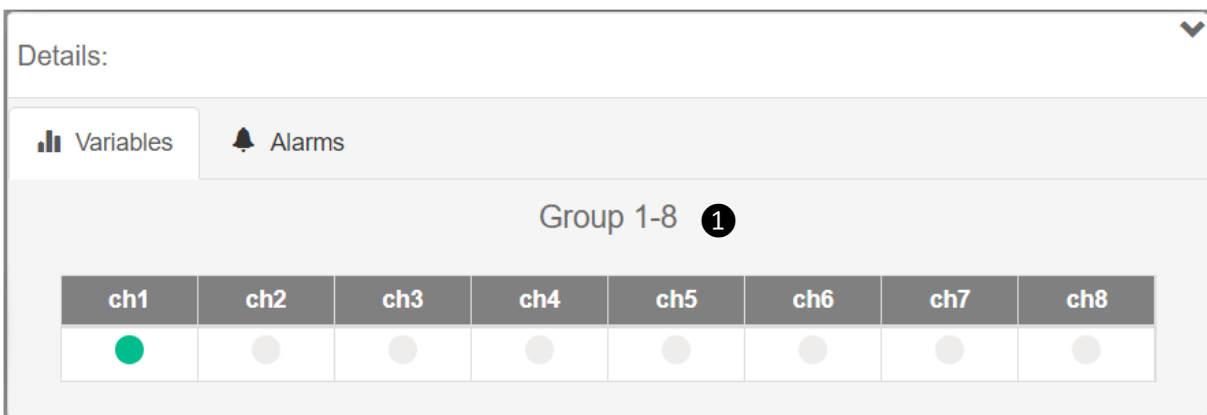 Details:
Variables Alarms
Group 1-8 1
ch1 ch2 ch3 ch4 ch5 ch6 ch7 ch8